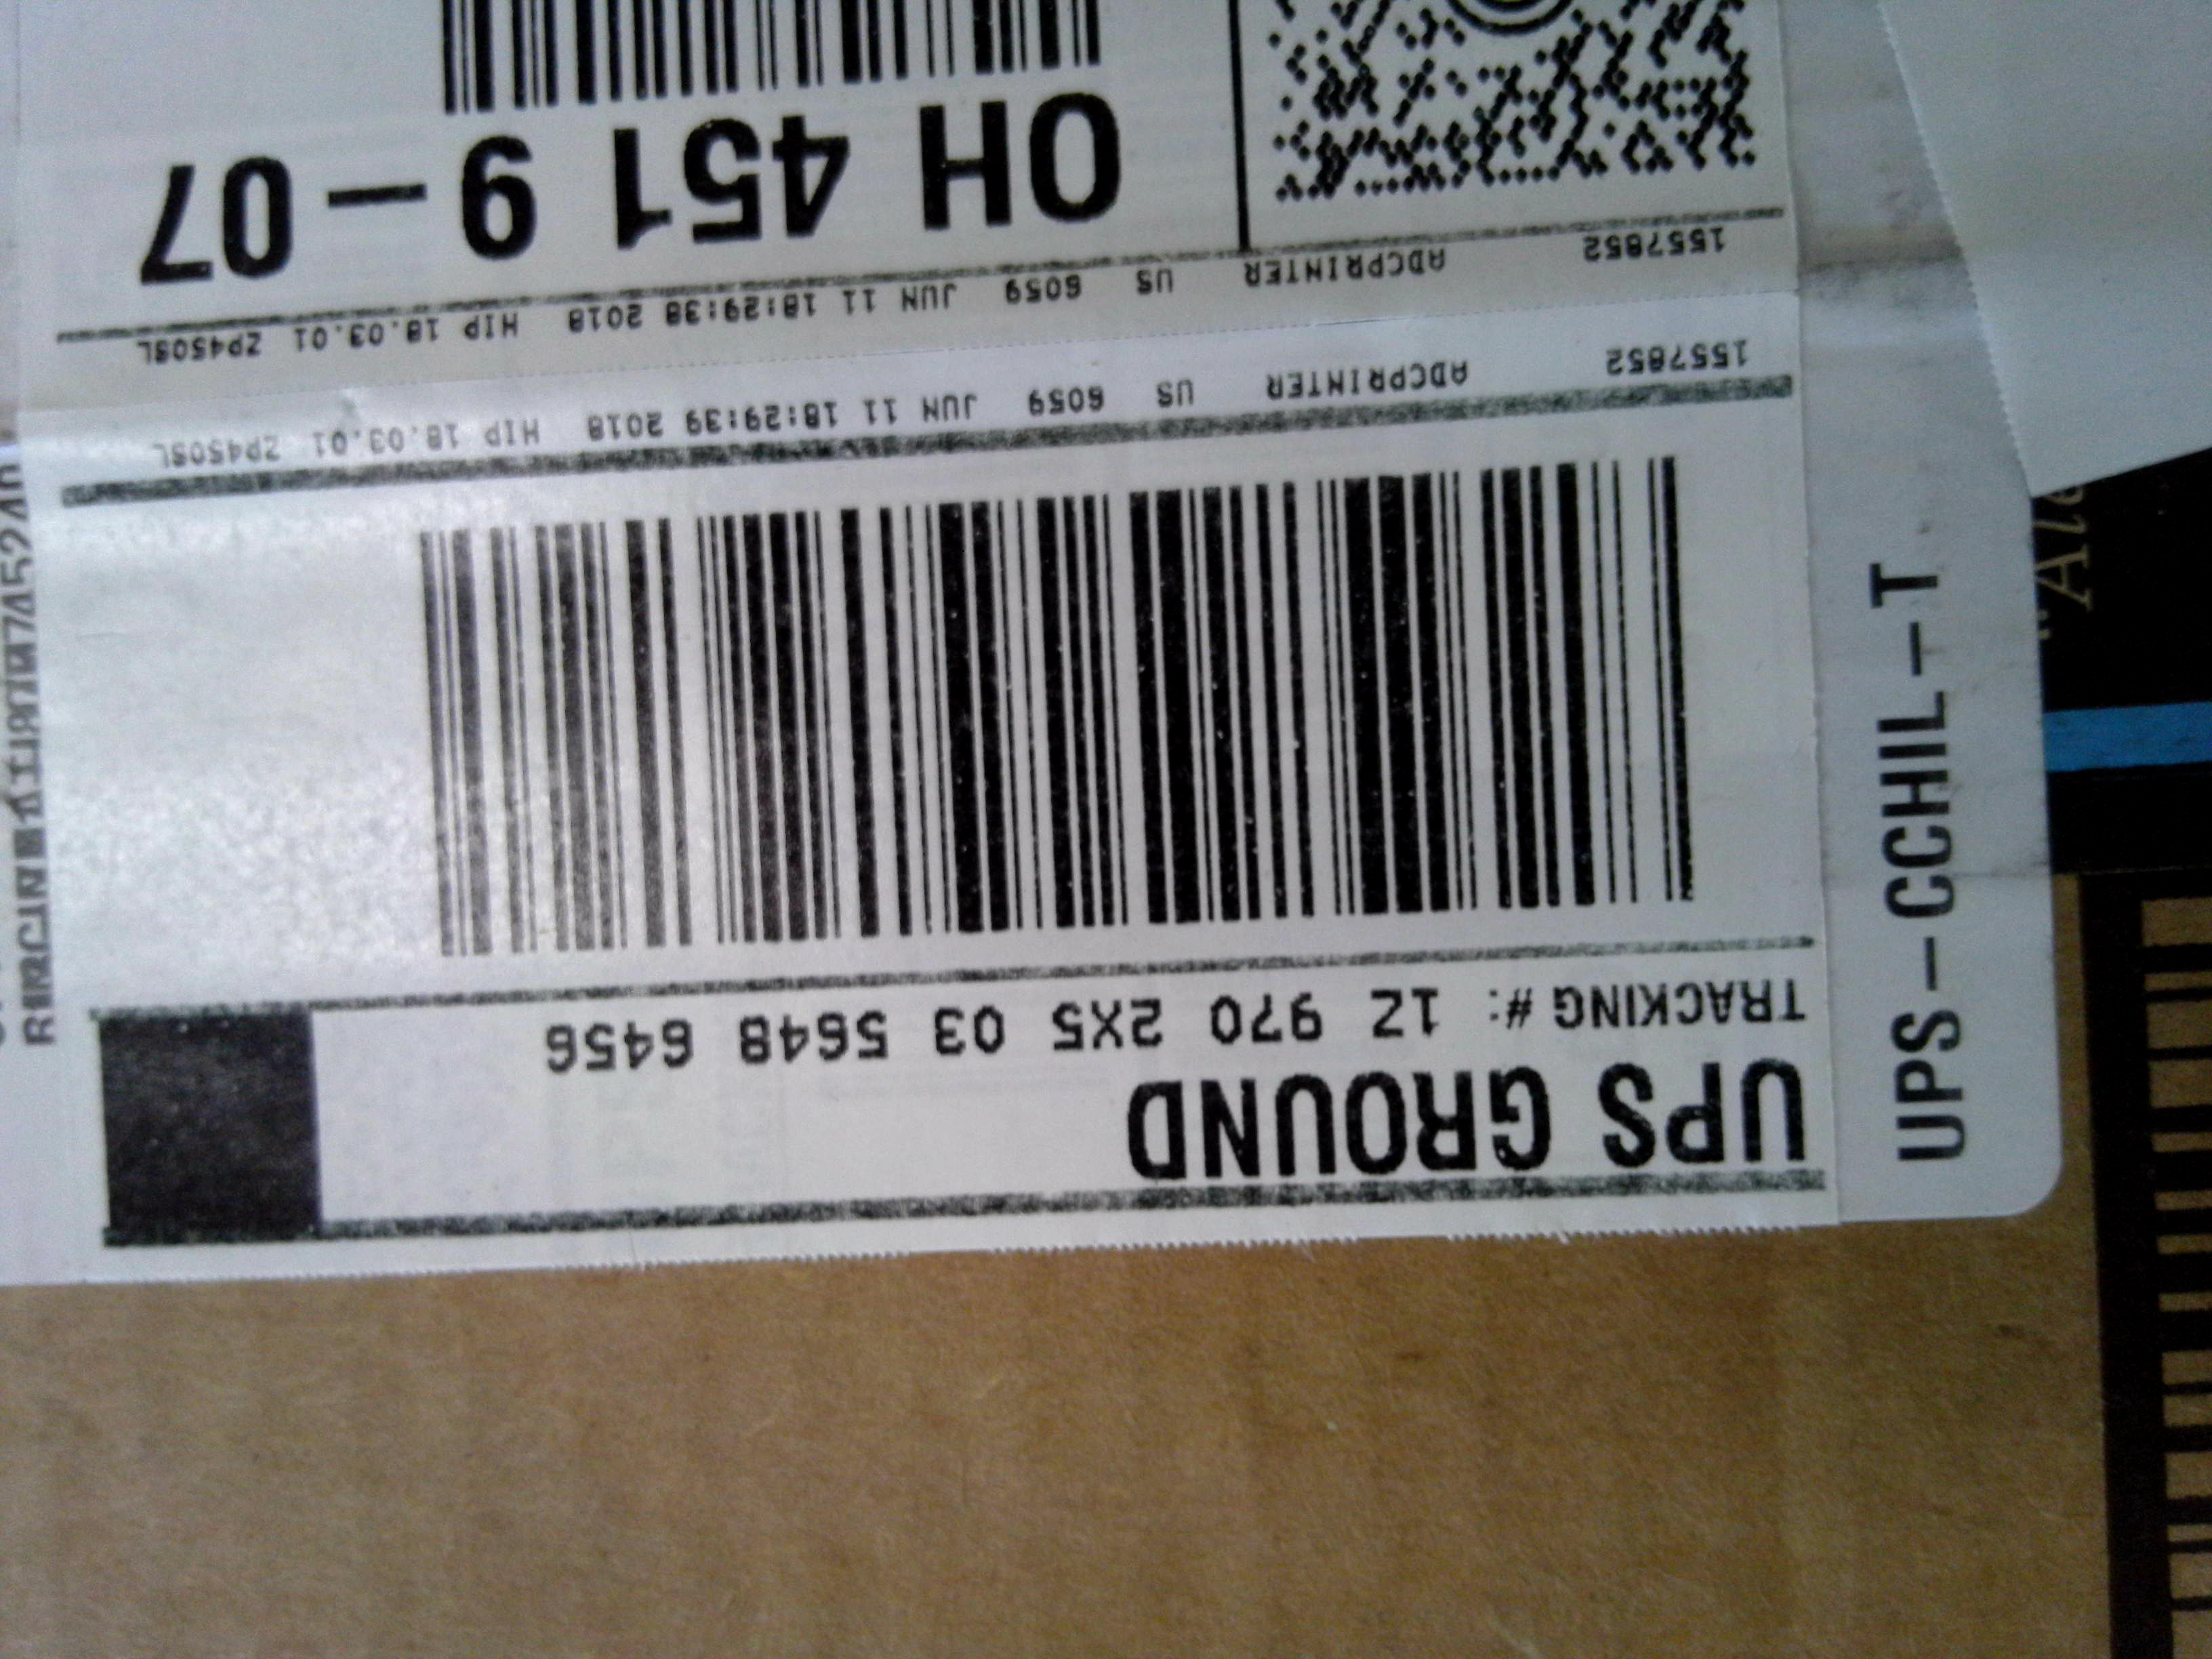 UPS GROUND
TRACKING #: 1Z 970 2X5 03 5648 6456
1557852 ADCPRINTER US 6059 JUN 11 18:29:39 2018 HIP 18.03.01 ZP450SL
1557852 ADCPRINTER US 6059 JUN 11 18:29:38 2018 HIP 18.03.01 ZP450SL
OH 451 9-07
UPS-CCHIL-T